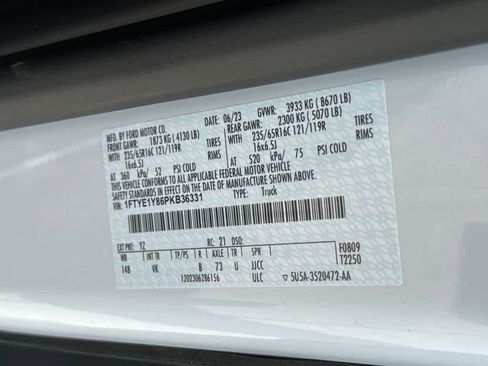 MFD. BY FORD MOTOR CO.
DATE: 06/23 GVWR: 3933 KG (8670 LB)
FRONT GAWR: 1873 KG (4130 LB) REAR GAWR: 2300 KG (5070 LB)
WITH 235/65R16C 121/119R TIRES WITH 235/65R16C 121/119R TIRES
16x6.5J RIMS 16x6.5J RIMS
AT 360 kPa/ 52 PSI COLD AT 520 kPa/ 75 PSI COLD
THIS VEHICLE CONFORMS TO ALL APPLICABLE FEDERAL MOTOR VEHICLE
SAFETY STANDARDS IN EFFECT ON THE DATE OF MANUFACTURE SHOWN ABOVE.
VIN: 1FTYE1Y86PKB36331
TYPE: Truck
EXT PNT: YZ RC: 21 DSO:
WB INT TR TP/PS R AXLE TR SPR F0809
148 VK B 73 U JJCC T2250
1202306286156 ULC 5U5A-3520472-AA